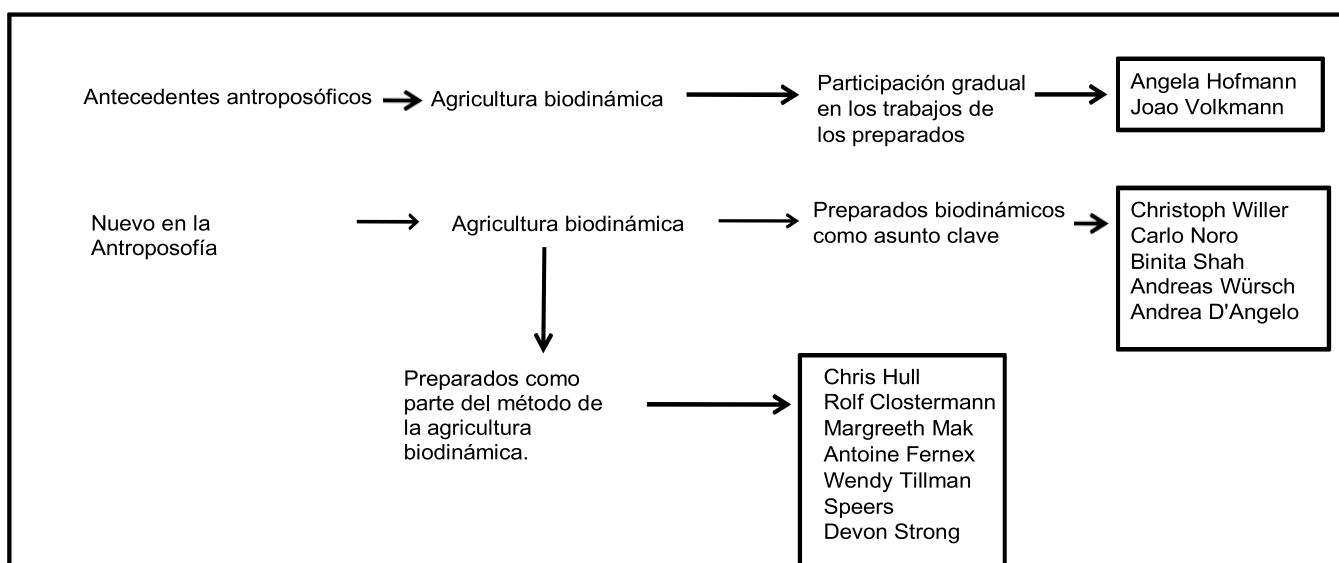 Antecedentes antroposóficos
Agricultura biodinámica
Participación gradual
en los trabajos de
los preparados
Angela Hofmann
Joao Volkmann
Nuevo en la
Antroposofía
Agricultura biodinámica
Preparados biodinámicos
como asunto clave
Christoph Willer
Carlo Noro
Binita Shah
Andreas Würsch
Andrea D'Angelo
Preparados como
parte del método de
la agricultura
biodinámica.
Chris Hull
Rolf Clostermann
Margreeth Mak
Antoine Fernex
Wendy Tillman
Speers
Devon Strong